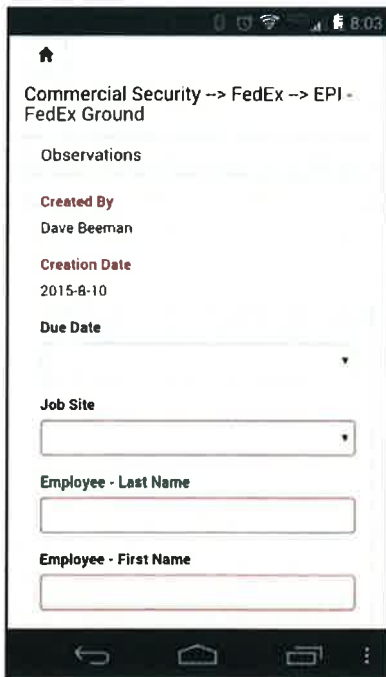 8:03
Commercial Security --> FedEx --> EPI -
FedEx Ground
Observations
Created By
Dave Beeman
Creation Date
2015-8-10
Due Date
Job Site
Employee - Last Name
Employee - First Name